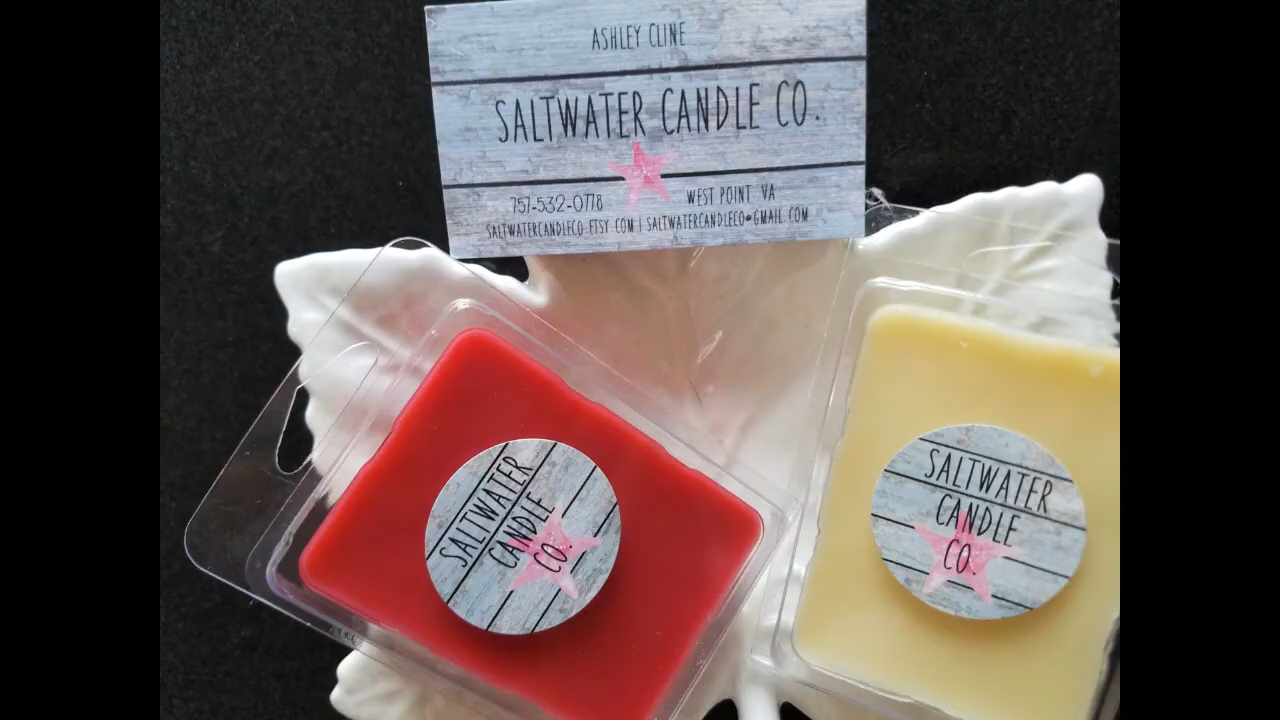 ASHLEY CLINE
SALTWATER CANDLE CO.
757-532-0778
WEST POINT VA
SALTWATERCANDLECO.ETSY.COM | SALTWATERCANDLECO@GMAIL.COM
SALTWATER
CANDLE
CO.
SALTWATER
CANDLE
CO.